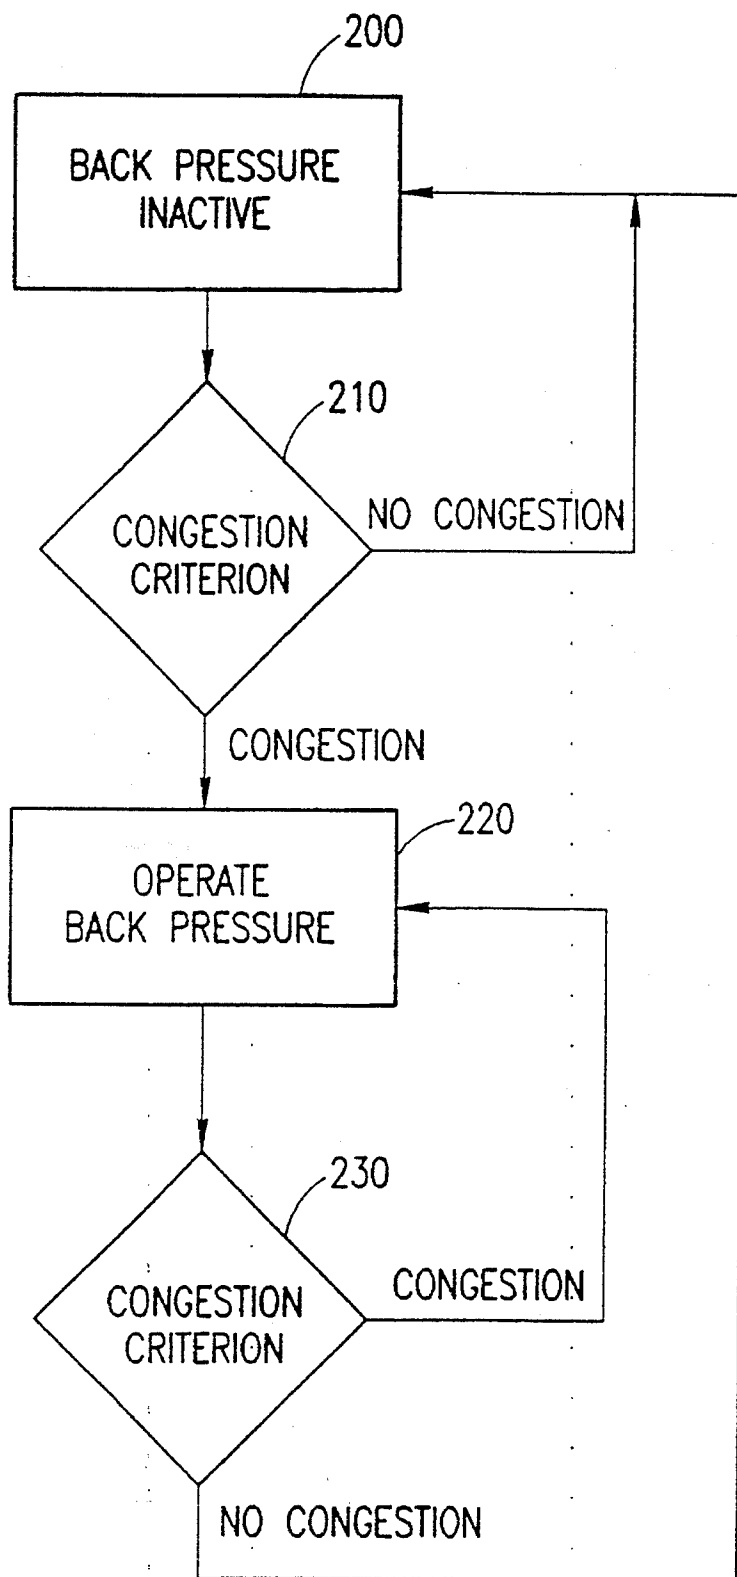 200
BACK PRESSURE
INACTIVE
210
NO CONGESTION
CONGESTION
CRITERION
CONGESTION
220
OPERATE
BACK PRESSURE
230
CONGESTION
CONGESTION
CRITERION
NO CONGESTION